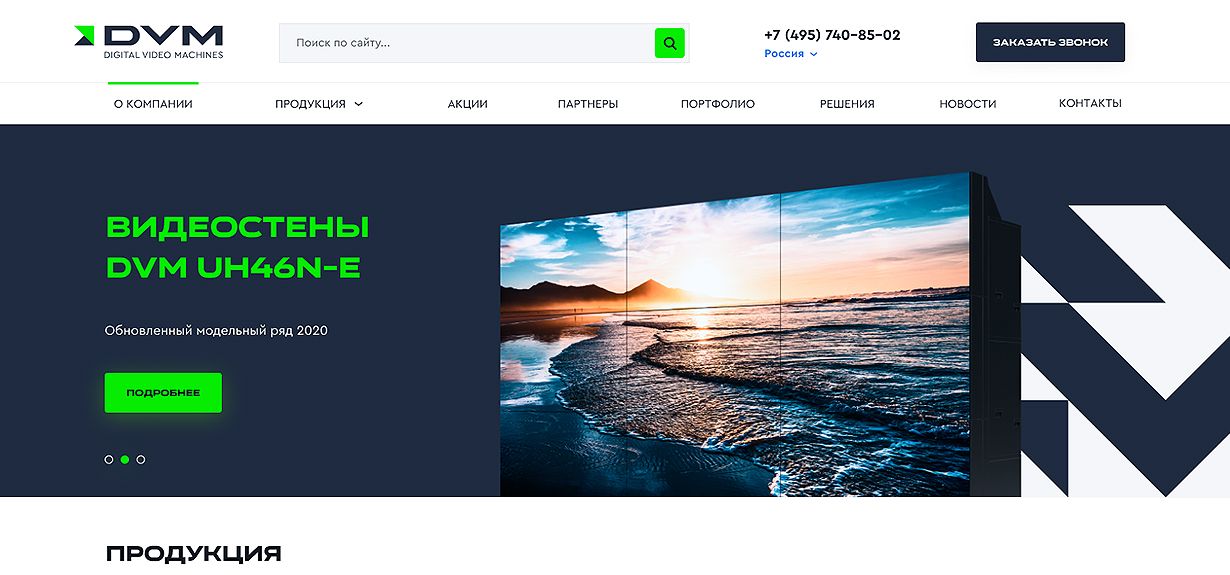 DVM
DIGITAL VIDEO MACHINES
Поиск по сайту...
+7 (495) 740-85-02
Россия
ЗАКАЗАТЬ ЗВОНОК
О КОМПАНИИ
ПРОДУКЦИЯ
АКЦИИ
ПАРТНЕРЫ
ПОРТФОЛИО
РЕШЕНИЯ
НОВОСТИ
КОНТАКТЫ
ВИДЕОСТЕНЫ
DVM UH46N-E
Обновленный модельный ряд 2020
ПОДРОБНЕЕ
ПРОДУКЦИЯ